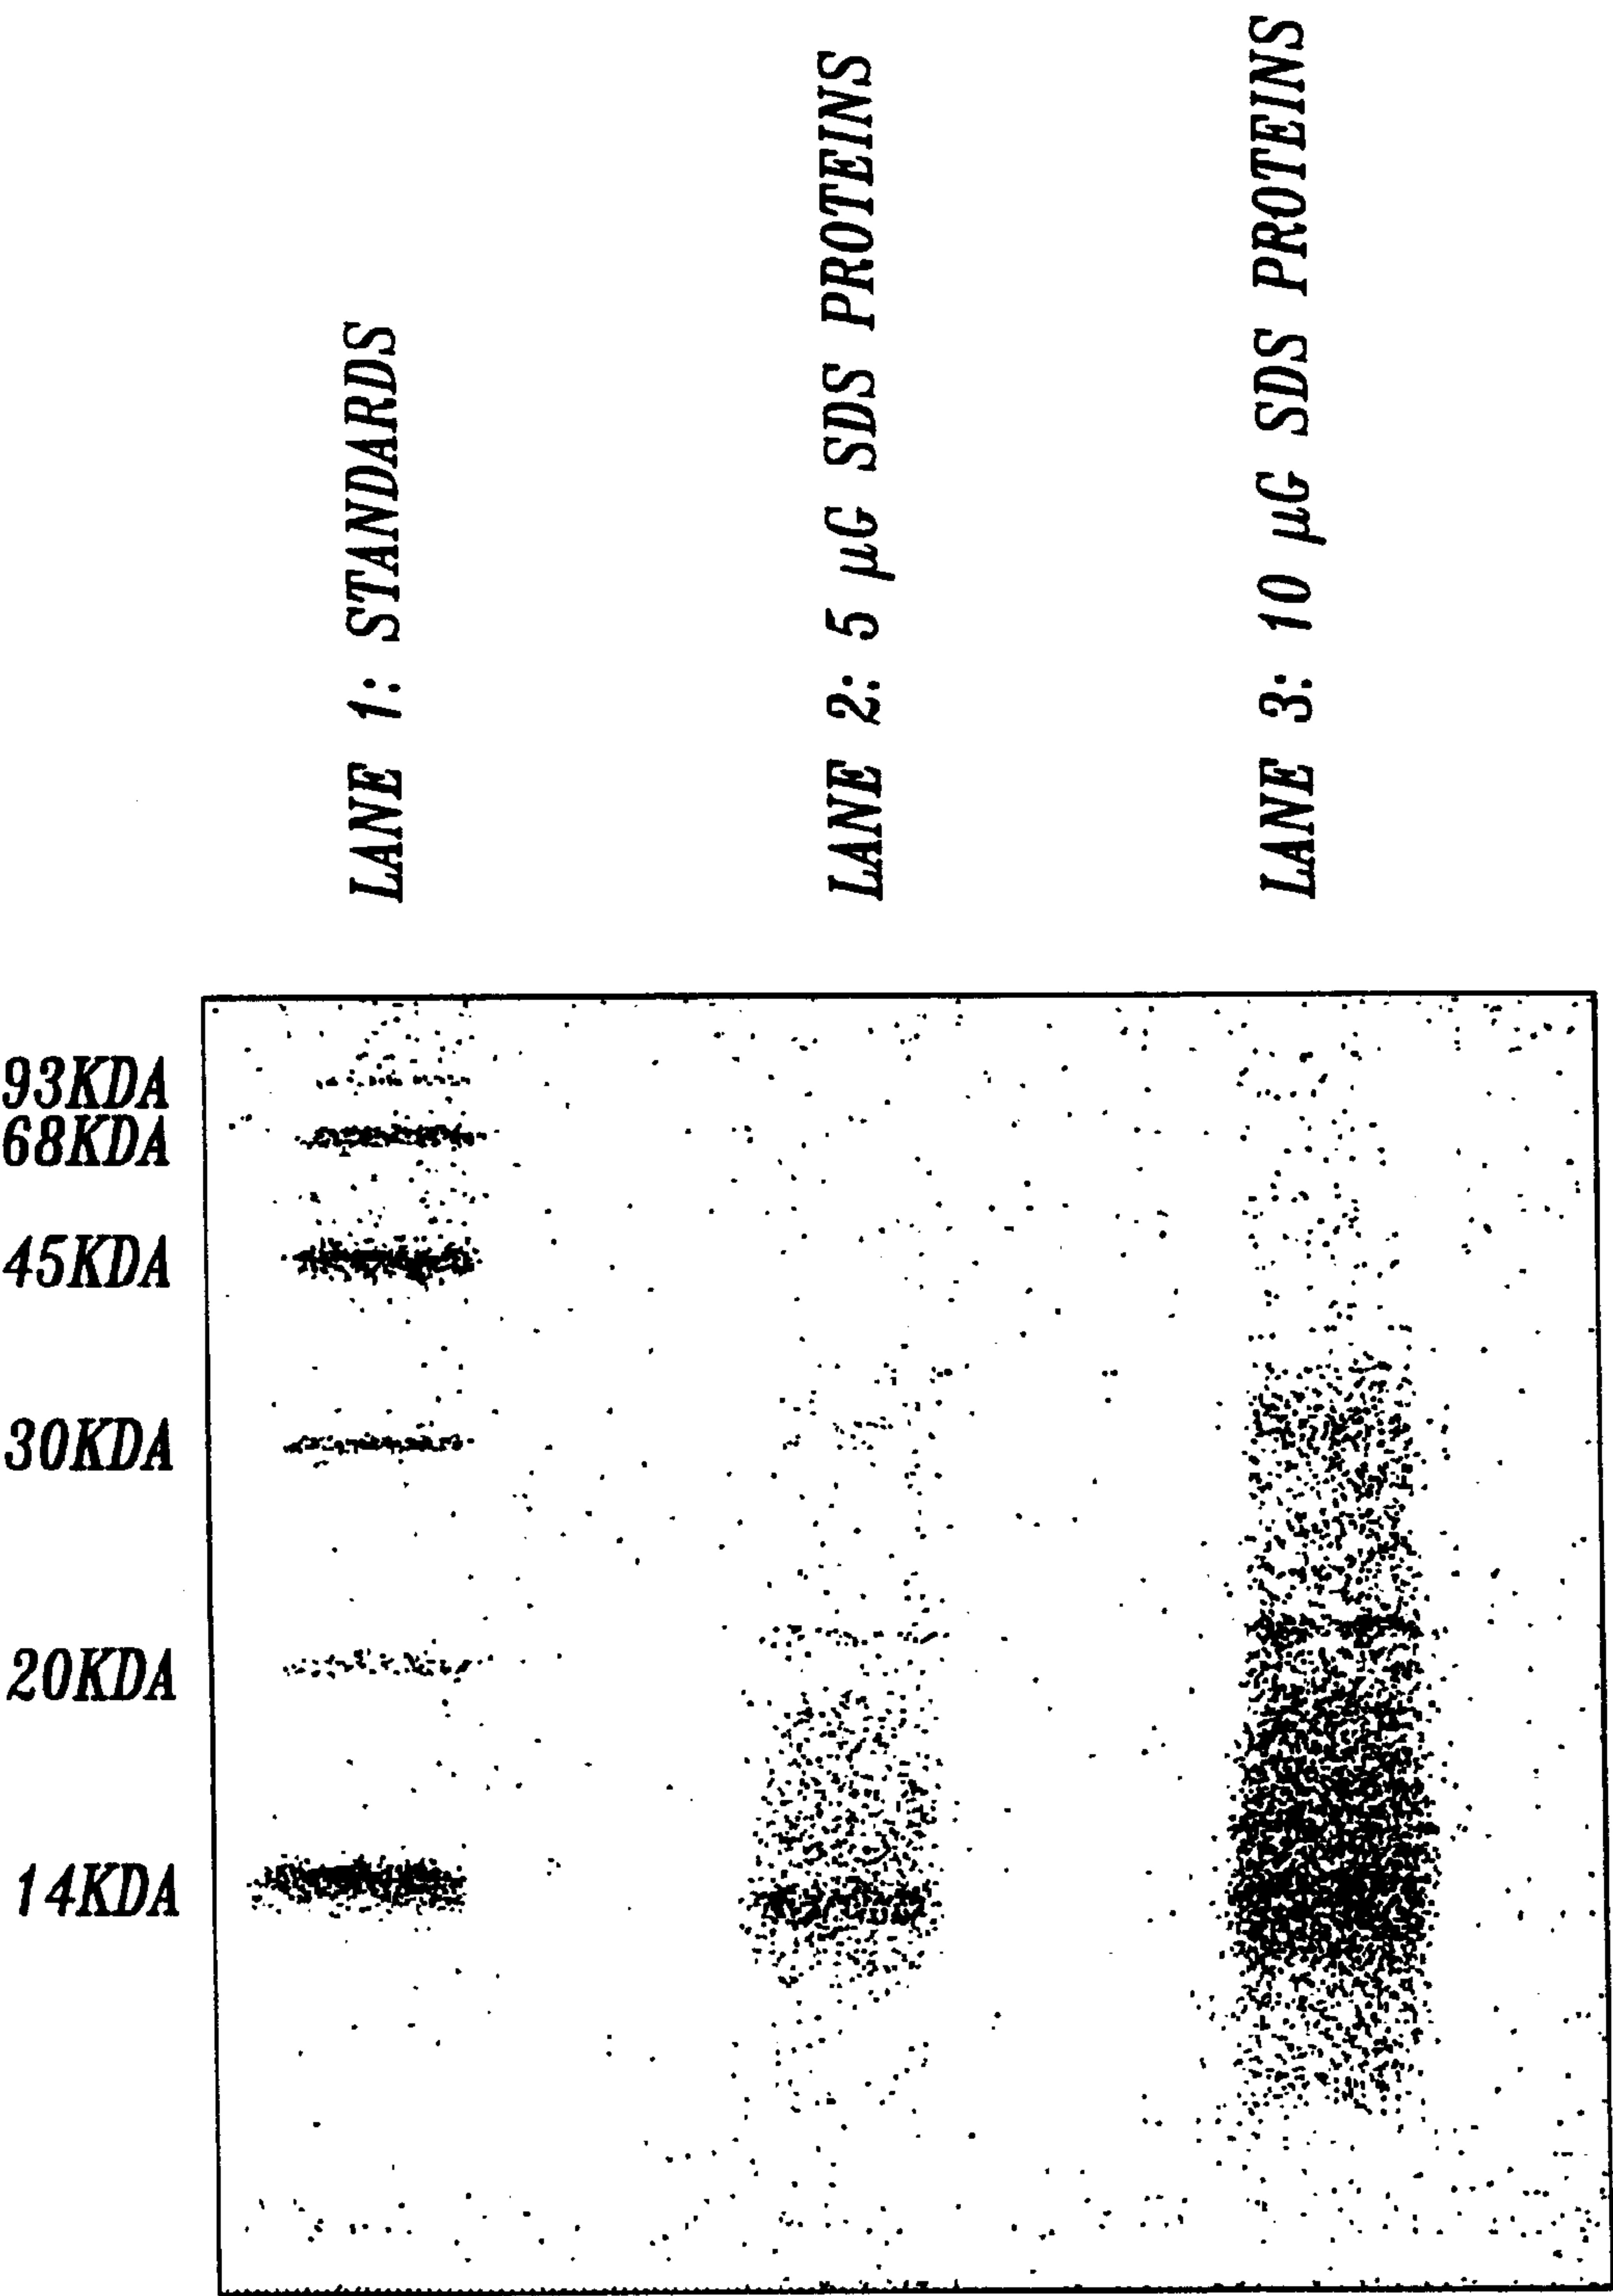 LANE 1: STANDARDS
LANE 2: 5 µG SDS PROTEINS
LANE 3: 10 µG SDS PROTEINS
93KDA
68KDA
45KDA
30KDA
20KDA
14KDA